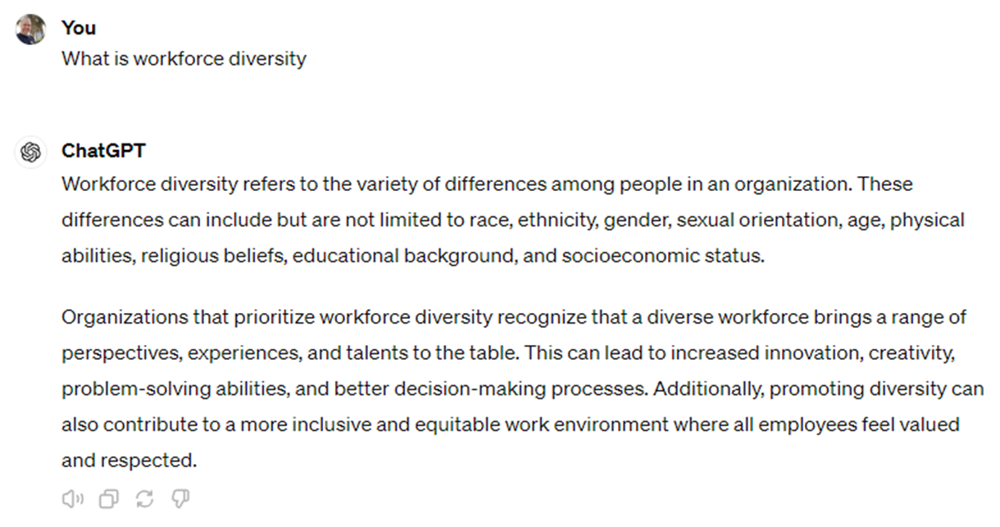 You
What is workforce diversity
ChatGPT
Workforce diversity refers to the variety of differences among people in an organization. These
differences can include but are not limited to race, ethnicity, gender, sexual orientation, age, physical
abilities, religious beliefs, educational background, and socioeconomic status.
Organizations that prioritize workforce diversity recognize that a diverse workforce brings a range of
perspectives, experiences, and talents to the table. This can lead to increased innovation, creativity,
problem-solving abilities, and better decision-making processes. Additionally, promoting diversity can
also contribute to a more inclusive and equitable work environment where all employees feel valued
and respected.